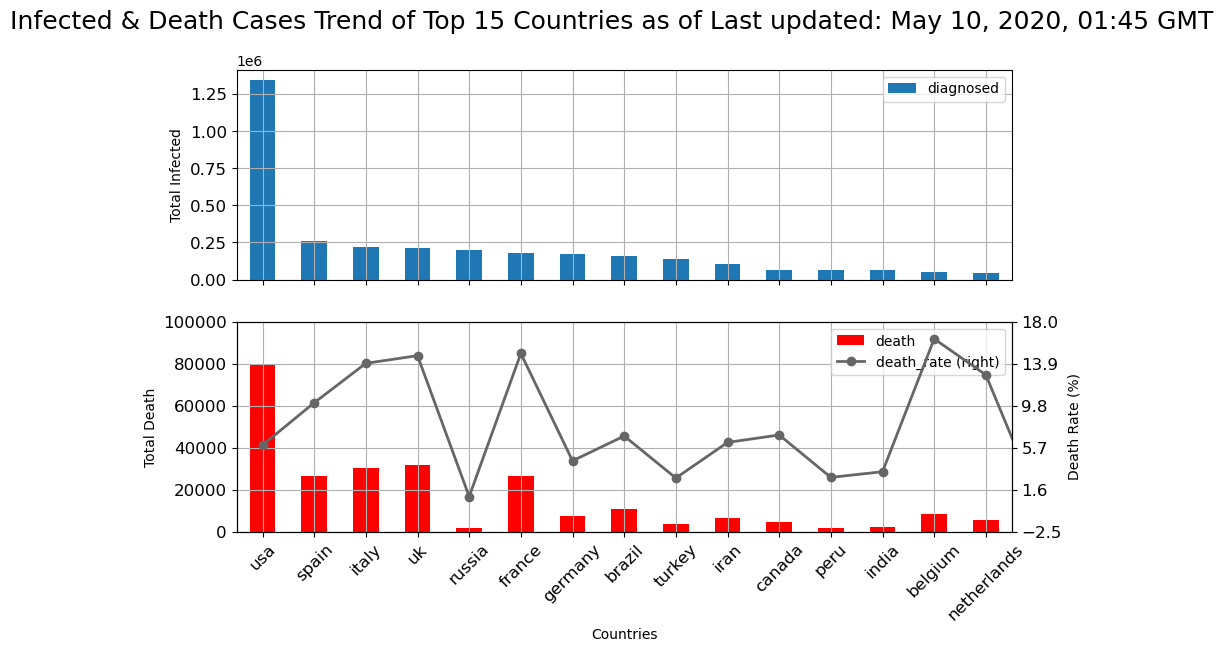 Infected & Death Cases Trend of Top 15 Countries as of Last updated: May 10, 2020, 01:45 GMT
1e6
diagnosed
1.25
1.00
0.75
0.50
0.25
0.00
Total Infected
100000
80000
60000
40000
20000
0
Total Death
death
death_rate (right)
18.0
13.9
9.8
5.7
1.6
−2.5
Death Rate (%)
usa
spain
italy
uk
russia
france
germany
brazil
turkey
iran
canada
peru
india
belgium
netherlands
Countries